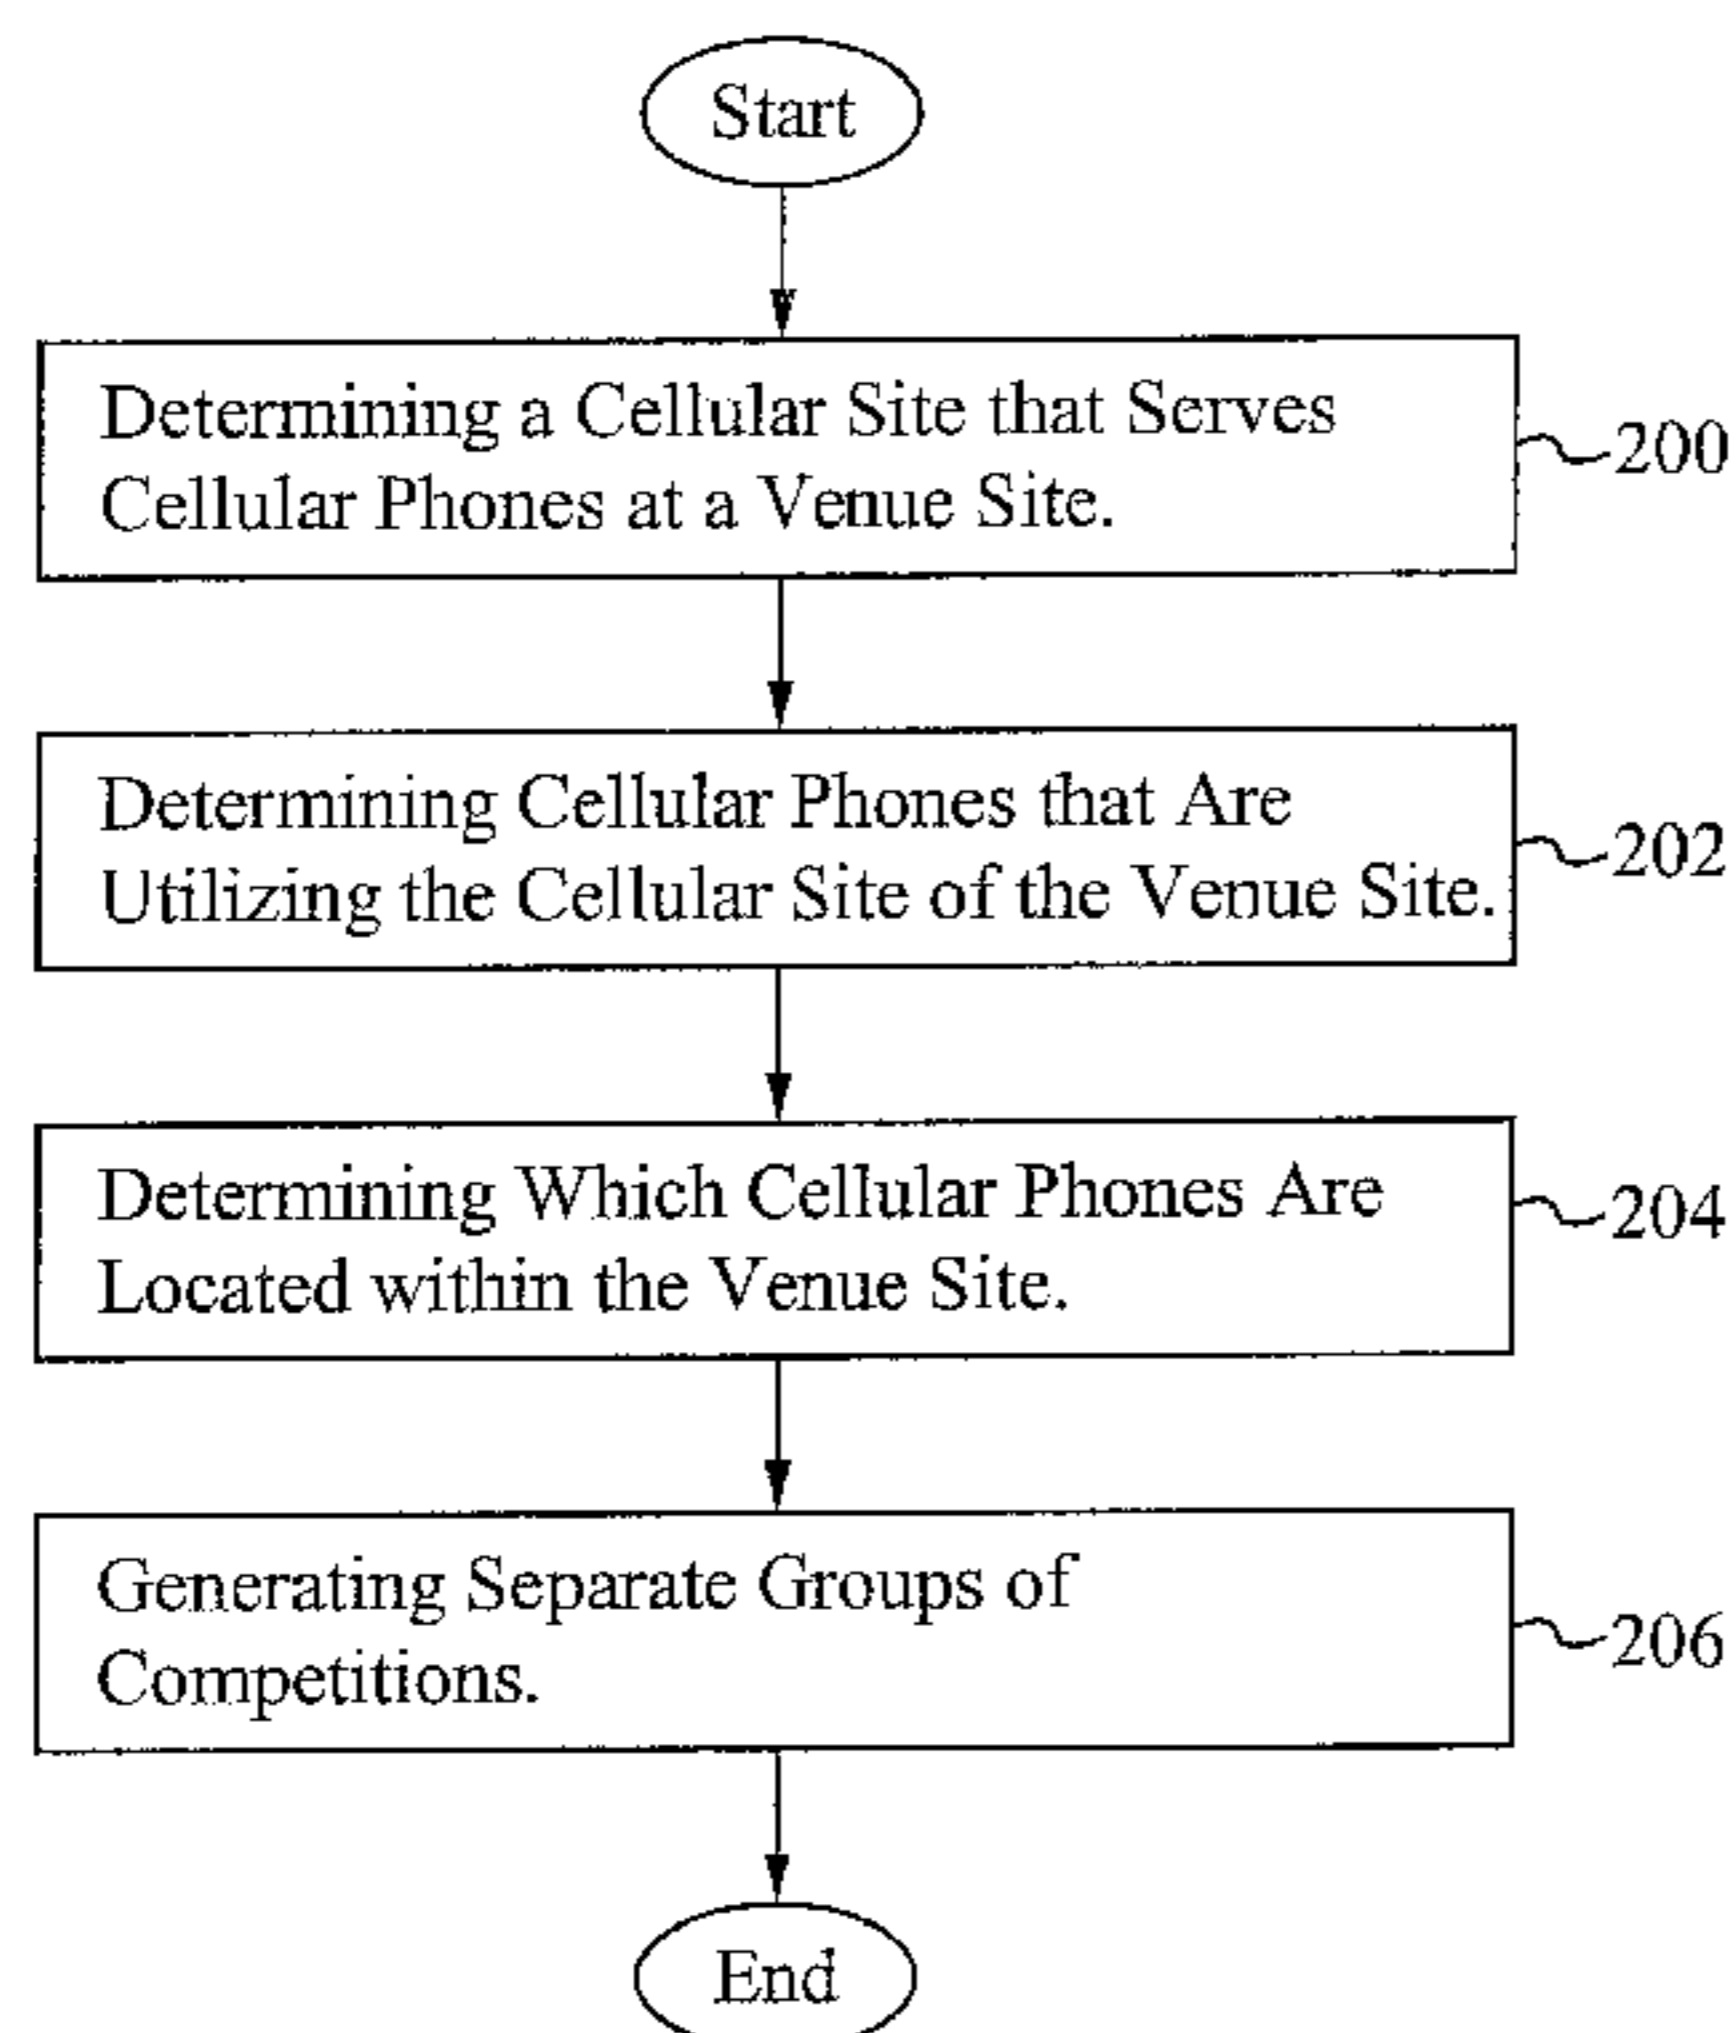 Start
Determining a Cellular Site that Serves
Cellular Phones at a Venue Site.
200
Determining Cellular Phones that Are
Utilizing the Cellular Site of the Venue Site.
202
Determining Which Cellular Phones Are
Located within the Venue Site.
204
Generating Separate Groups of
Competitions.
206
End